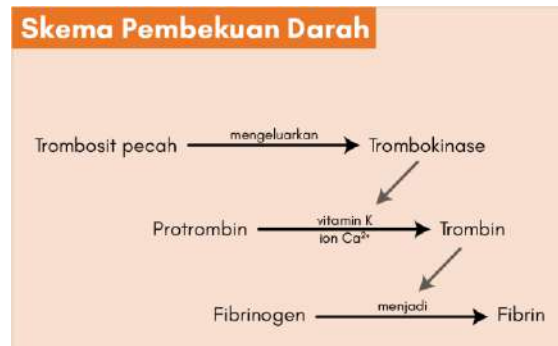 Skema Pembekuan Darah
Trombosit pecah mengeluarkan Trombokinase
Protrombin vitamin K ion Ca²⁺ Trombin
Fibrinogen menjadi Fibrin